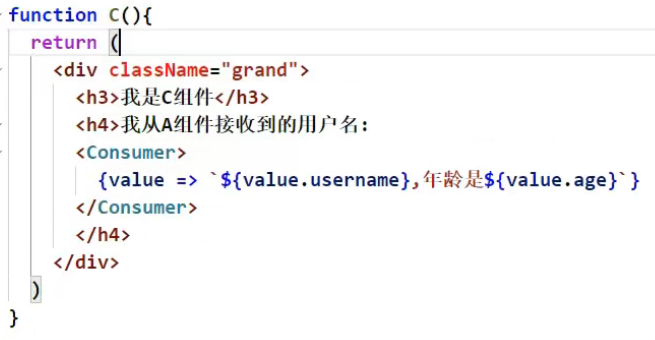 function C(){
return (
<div className="grand">
<h3>我是C组件</h3>
<h4>我从A组件接收到的用户名:
<Consumer>
{value => `${value.username},年龄是${value.age}`}
</Consumer>
</h4>
</div>
)
}